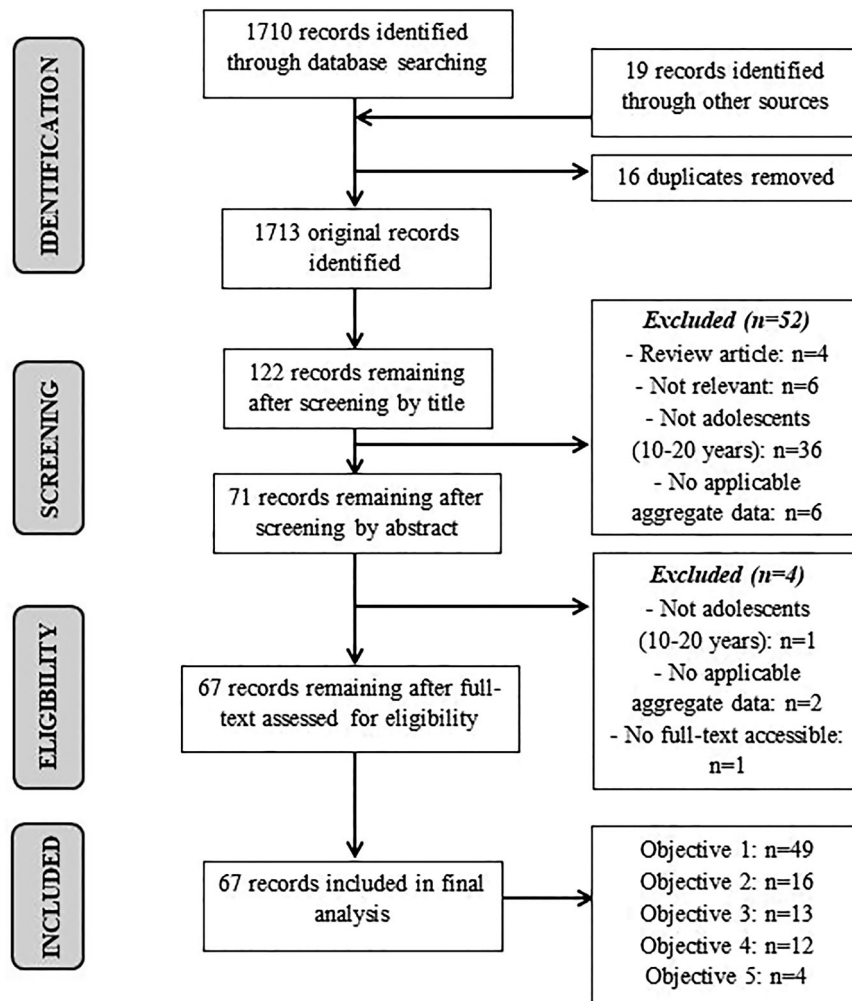 1710 records identified
through database searching
19 records identified
through other sources
16 duplicates removed
IDENTIFICATION
1713 original records
identified
SCREENING
122 records remaining
after screening by title
Excluded (n=52)
- Review article: n=4
- Not relevant: n=6
- Not adolescents
(10-20 years): n=36
- No applicable
aggregate data: n=6
71 records remaining after
screening by abstract
ELIGIBILITY
Excluded (n=4)
- Not adolescents
(10-20 years): n=1
- No applicable
aggregate data: n=2
- No full-text accessible:
n=1
67 records remaining after full-
text assessed for eligibility
INCLUDED
67 records included in final
analysis
Objective 1: n=49
Objective 2: n=16
Objective 3: n=13
Objective 4: n=12
Objective 5: n=4